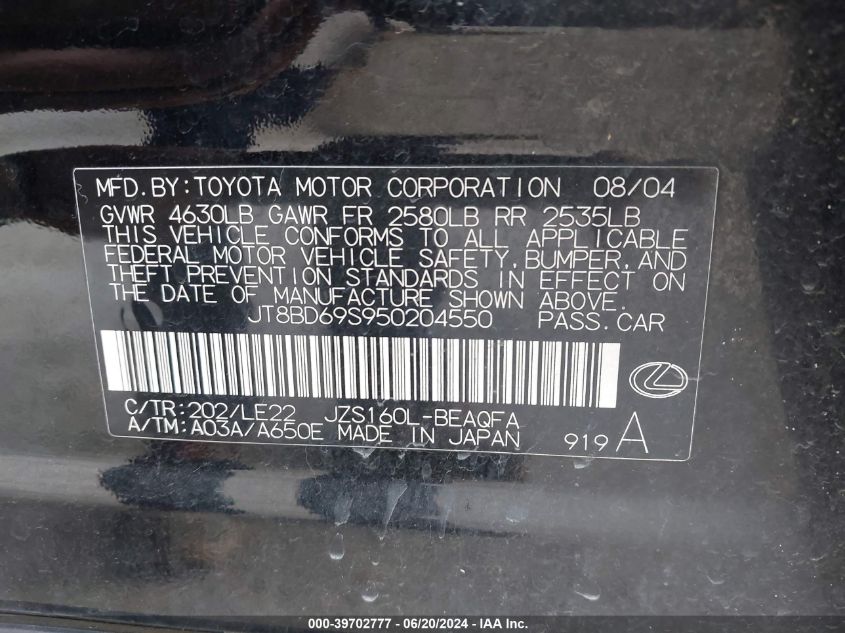 MFD.BY:TOYOTA MOTOR CORPORATION 08/04
GVWR 4630LB GAWR FR 2580LB RR 2535LB
THIS VEHICLE CONFORMS TO ALL APPLICABLE
FEDERAL MOTOR VEHICLE SAFETY,BUMPER,AND
THEFT PREVENTION STANDARDS IN EFFECT ON
THE DATE OF MANUFACTURE SHOWN ABOVE.
JT8BD69S950204550 PASS.CAR
C/TR:202/LE22 JZS160L-BEAQFA
A/TM:A03A/A650E MADE IN JAPAN 919 A
000-39702777 - 06/20/2024 - IAA Inc.